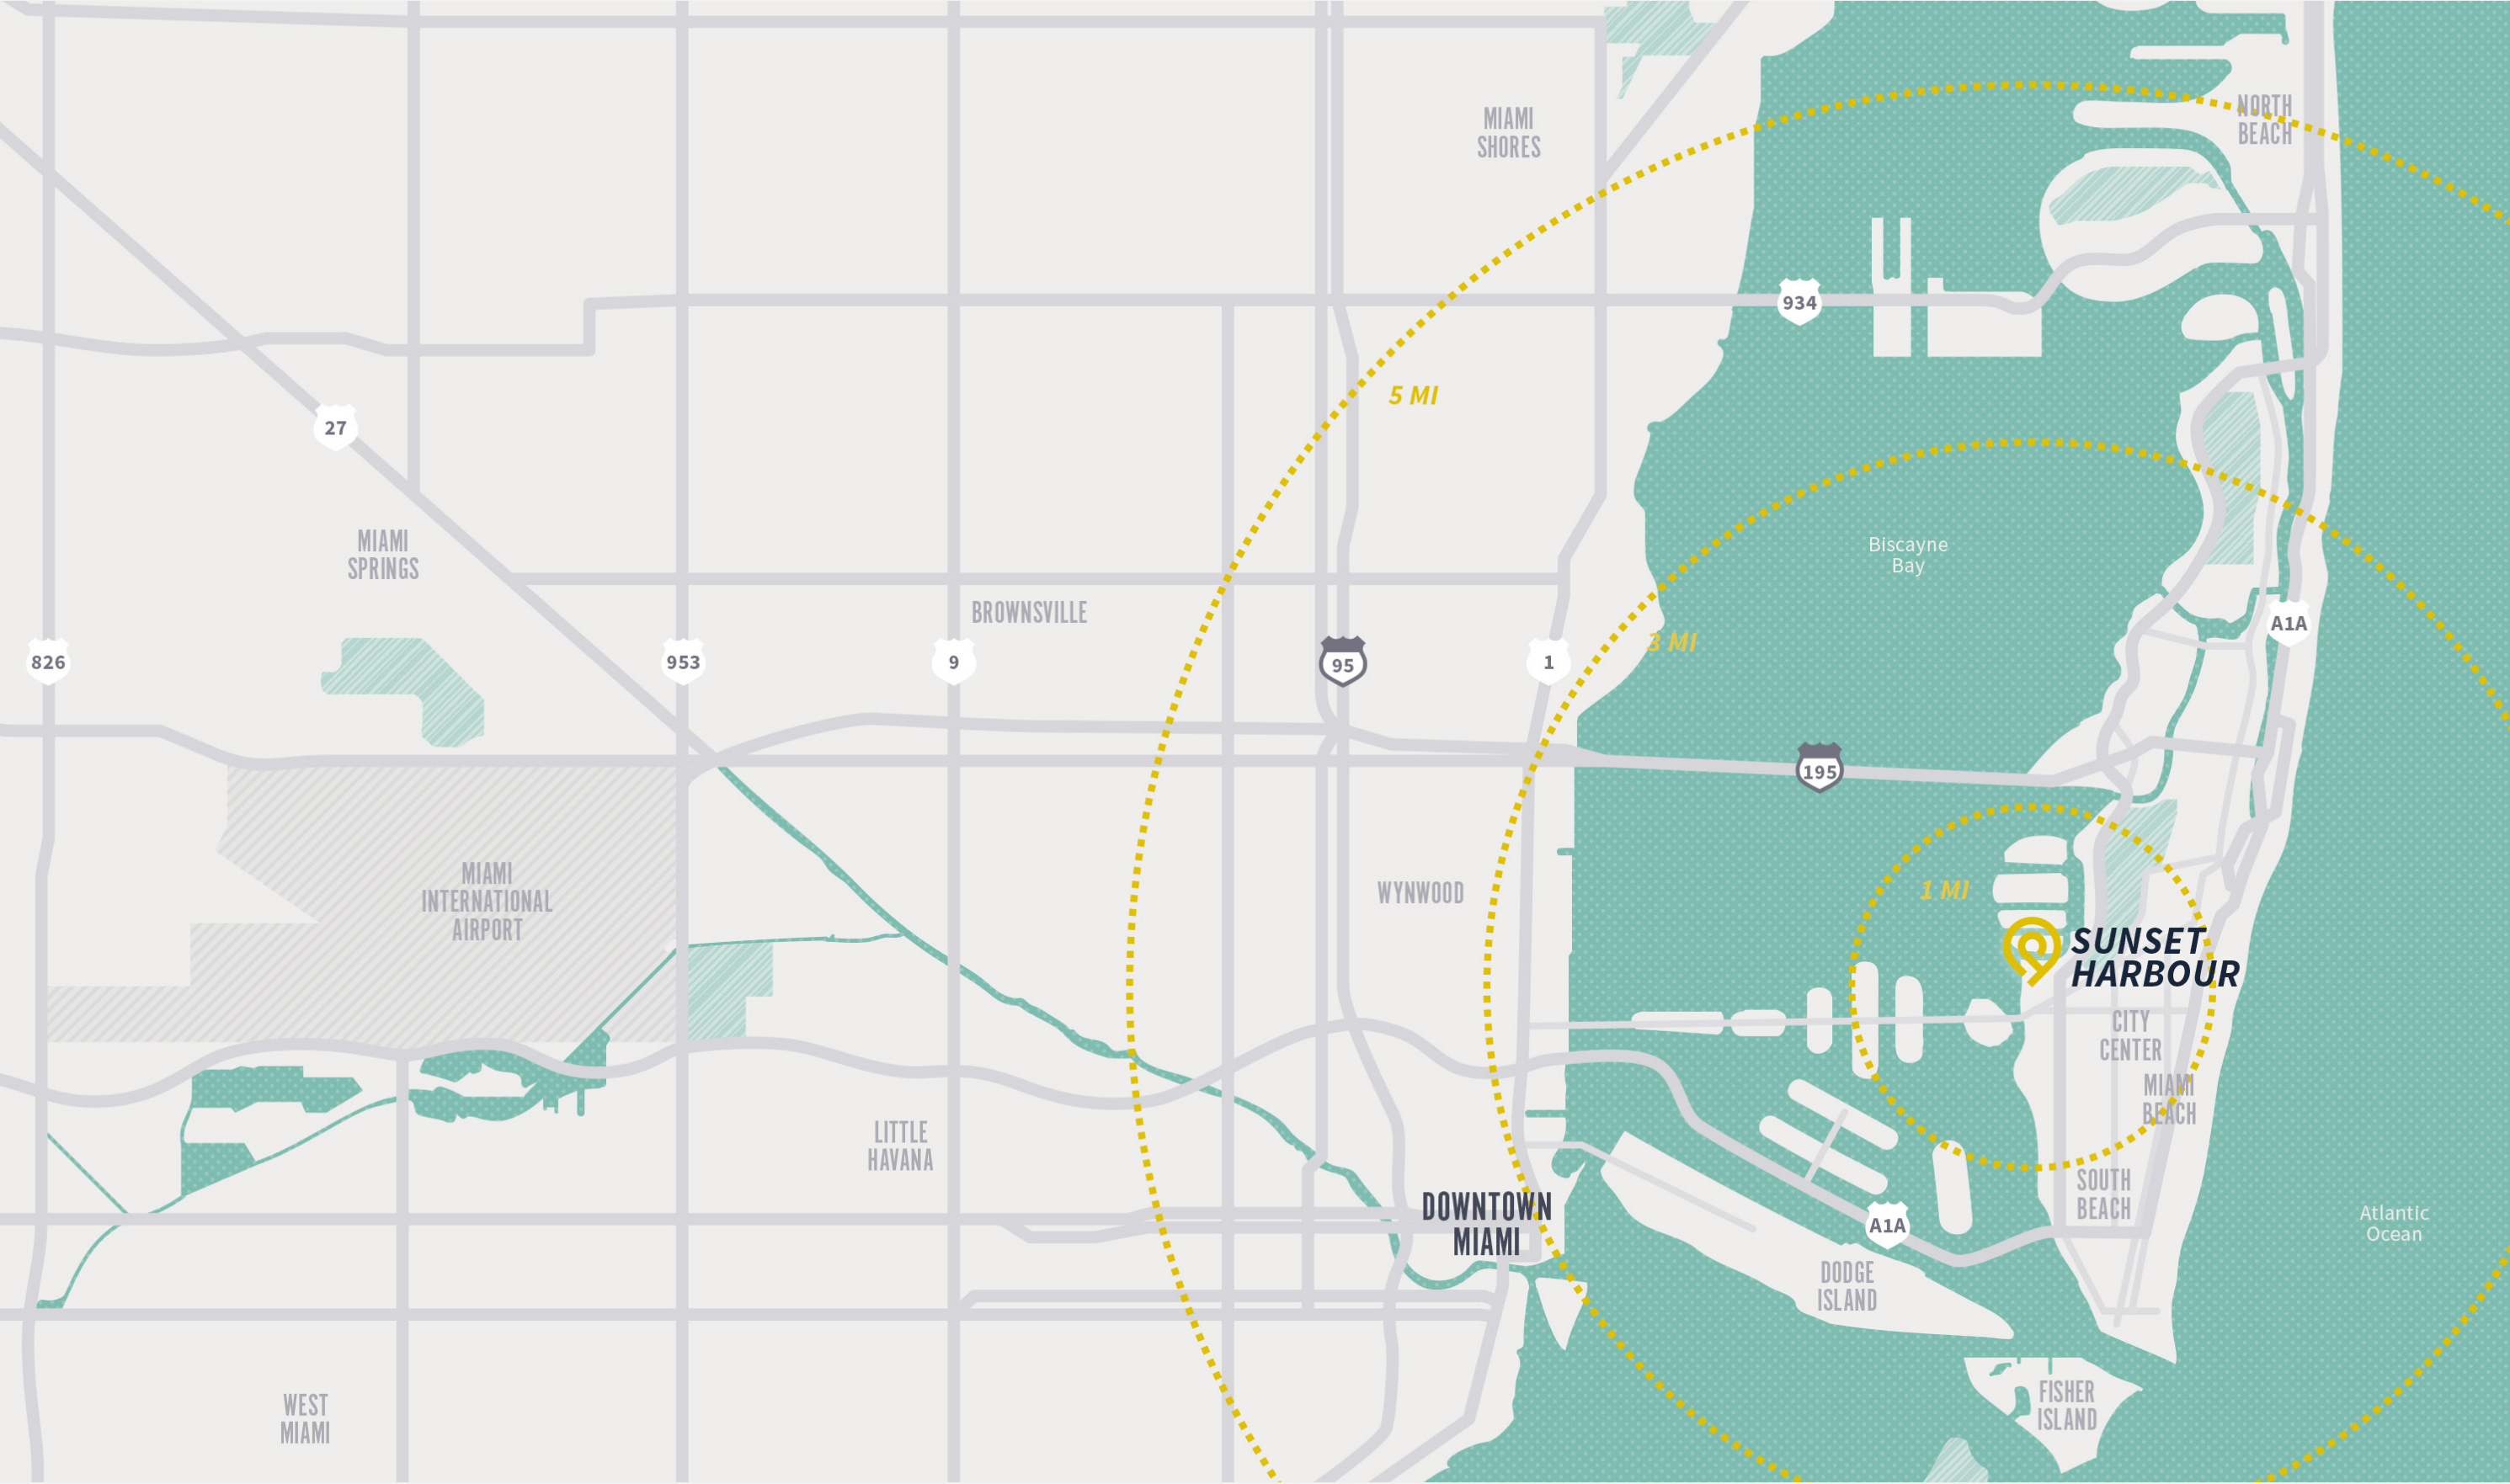 MIAMI
SHORES
NORTH
BEACH
934
5 MI
27
MIAMI
SPRINGS
Biscayne
Bay
BROWNSVILLE
3 MI
A1A
826
953
9
95
1
195
MIAMI
INTERNATIONAL
AIRPORT
WYNWOOD
1 MI
SUNSET
HARBOUR
CITY
CENTER
MIAMI
BEACH
LITTLE
HAVANA
SOUTH
BEACH
DOWNTOWN
MIAMI
A1A
Atlantic
Ocean
DODGE
ISLAND
WEST
MIAMI
FISHER
ISLAND